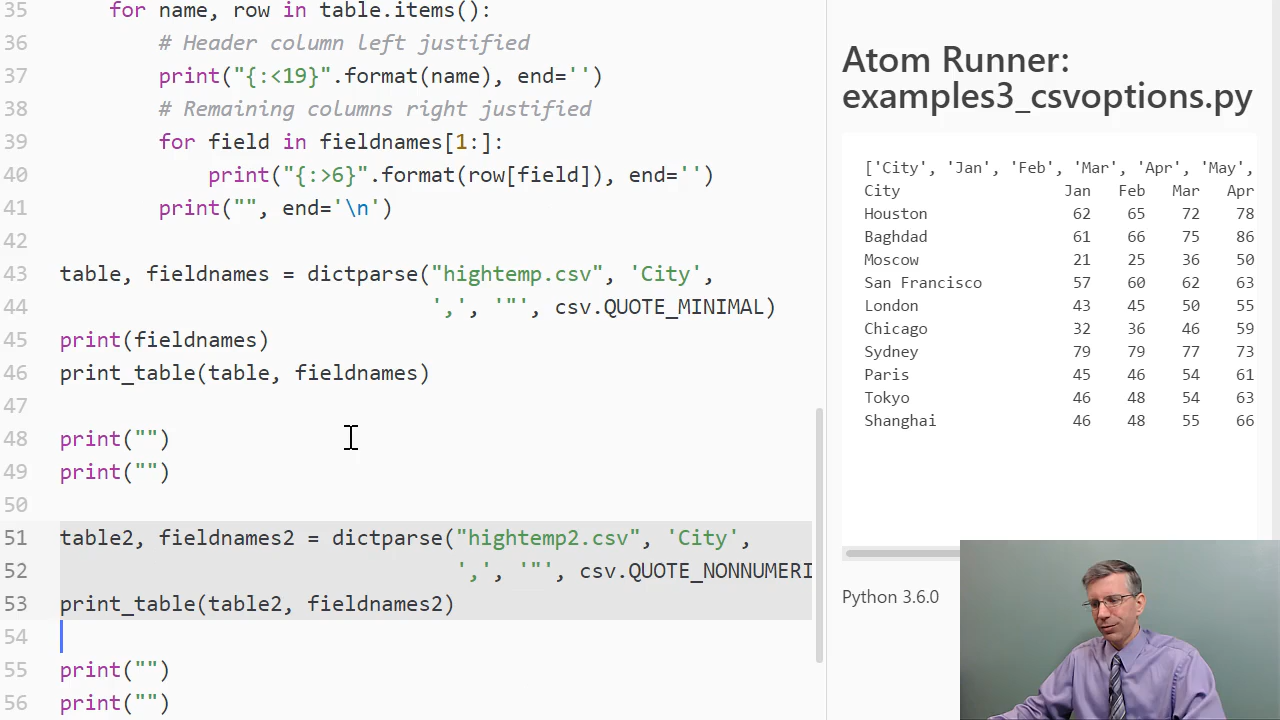 35 for name, row in table.items():
36 # Header column left justified
37 print("{:<19}".format(name), end='')
38 # Remaining columns right justified
39 for field in fieldnames[1:]:
40 print("{:>6}".format(row[field]), end='')
41 print("", end='\n')
42
43 table, fieldnames = dictparse("hightemp.csv", 'City',
44 ',', '"', csv.QUOTE_MINIMAL)
45 print(fieldnames)
46 print_table(table, fieldnames)
47
48 print("")
49 print("")
50
51 table2, fieldnames2 = dictparse("hightemp2.csv", 'City',
52 ',', '"', csv.QUOTE_NONNUMERI
53 print_table(table2, fieldnames2)
54
55 print("")
56 print("")
Atom Runner:
examples3_csvoptions.py
['City', 'Jan', 'Feb', 'Mar', 'Apr', 'May',
City Jan Feb Mar Apr
Houston 62 65 72 78
Baghdad 61 66 75 86
Moscow 21 25 36 50
San Francisco 57 60 62 63
London 43 45 50 55
Chicago 32 36 46 59
Sydney 79 79 77 73
Paris 45 46 54 61
Tokyo 46 48 54 63
Shanghai 46 48 55 66
Python 3.6.0